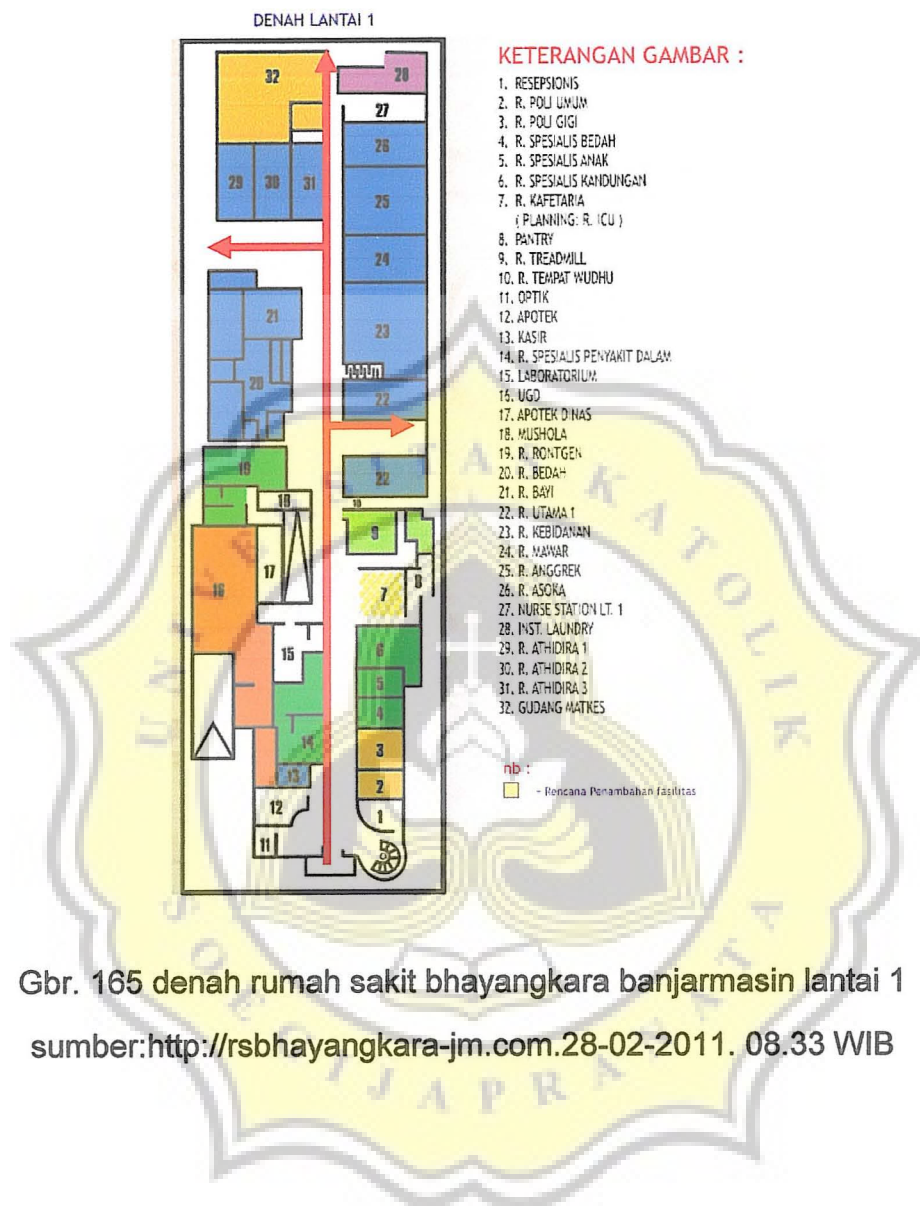 DENAH LANTAI 1
32
28
27
26
29
30
31
25
24
21
23
20
22
19
22
18
10
9
17
16
7
8
15
6
5
4
14
3
13
2
12
1
11
KETERANGAN GAMBAR :
1. RESEPSIONIS
2. R. POLI UMUM
3. R. POLI GIGI
4. R. SPESIALIS BEDAH
5. R. SPESIALIS ANAK
6. R. SPESIALIS KANDUNGAN
7. R. KAFETARIA
( PLANNING: R. ICU )
8. PANTRY
9. R. TREADMILL
10. R. TEMPAT WUDHU
11. OPTIK
12. APOTEK
13. KASIR
14. R. SPESIALIS PENYAKIT DALAM
15. LABORATORIUM
16. UGD
17. APOTEK DINAS
18. MUSHOLA
19. R. RONTGEN
20. R. BEDAH
21. R. BAYI
22. R. UTAMA 1
23. R. KEBIDANAN
24. R. MAWAR
25. R. ANGGREK
26. R. ASOKA
27. NURSE STATION LT. 1
28. INST. LAUNDRY
29. R. ATHIDIRA 1
30. R. ATHIDIRA 2
31. R. ATHIDIRA 3
32. GUDANG MATKES
nb :
- Rencana Penambahan fasilitas
Gbr. 165 denah rumah sakit bhayangkara banjarmasin lantai 1
sumber:http://rsbhayangkara-jm.com.28-02-2011. 08.33 WIB
UNIVERSITAS KATOLIK
SOEGIJAPRANATA